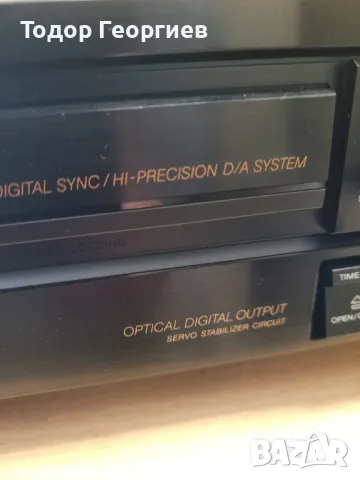 Тодор Георгиев
DIGITAL SYNC / HI-PRECISION D/A SYSTEM
OPTICAL DIGITAL OUTPUT
SERVO STABILIZER CIRCUIT
TIME
OPEN/
BAZAR